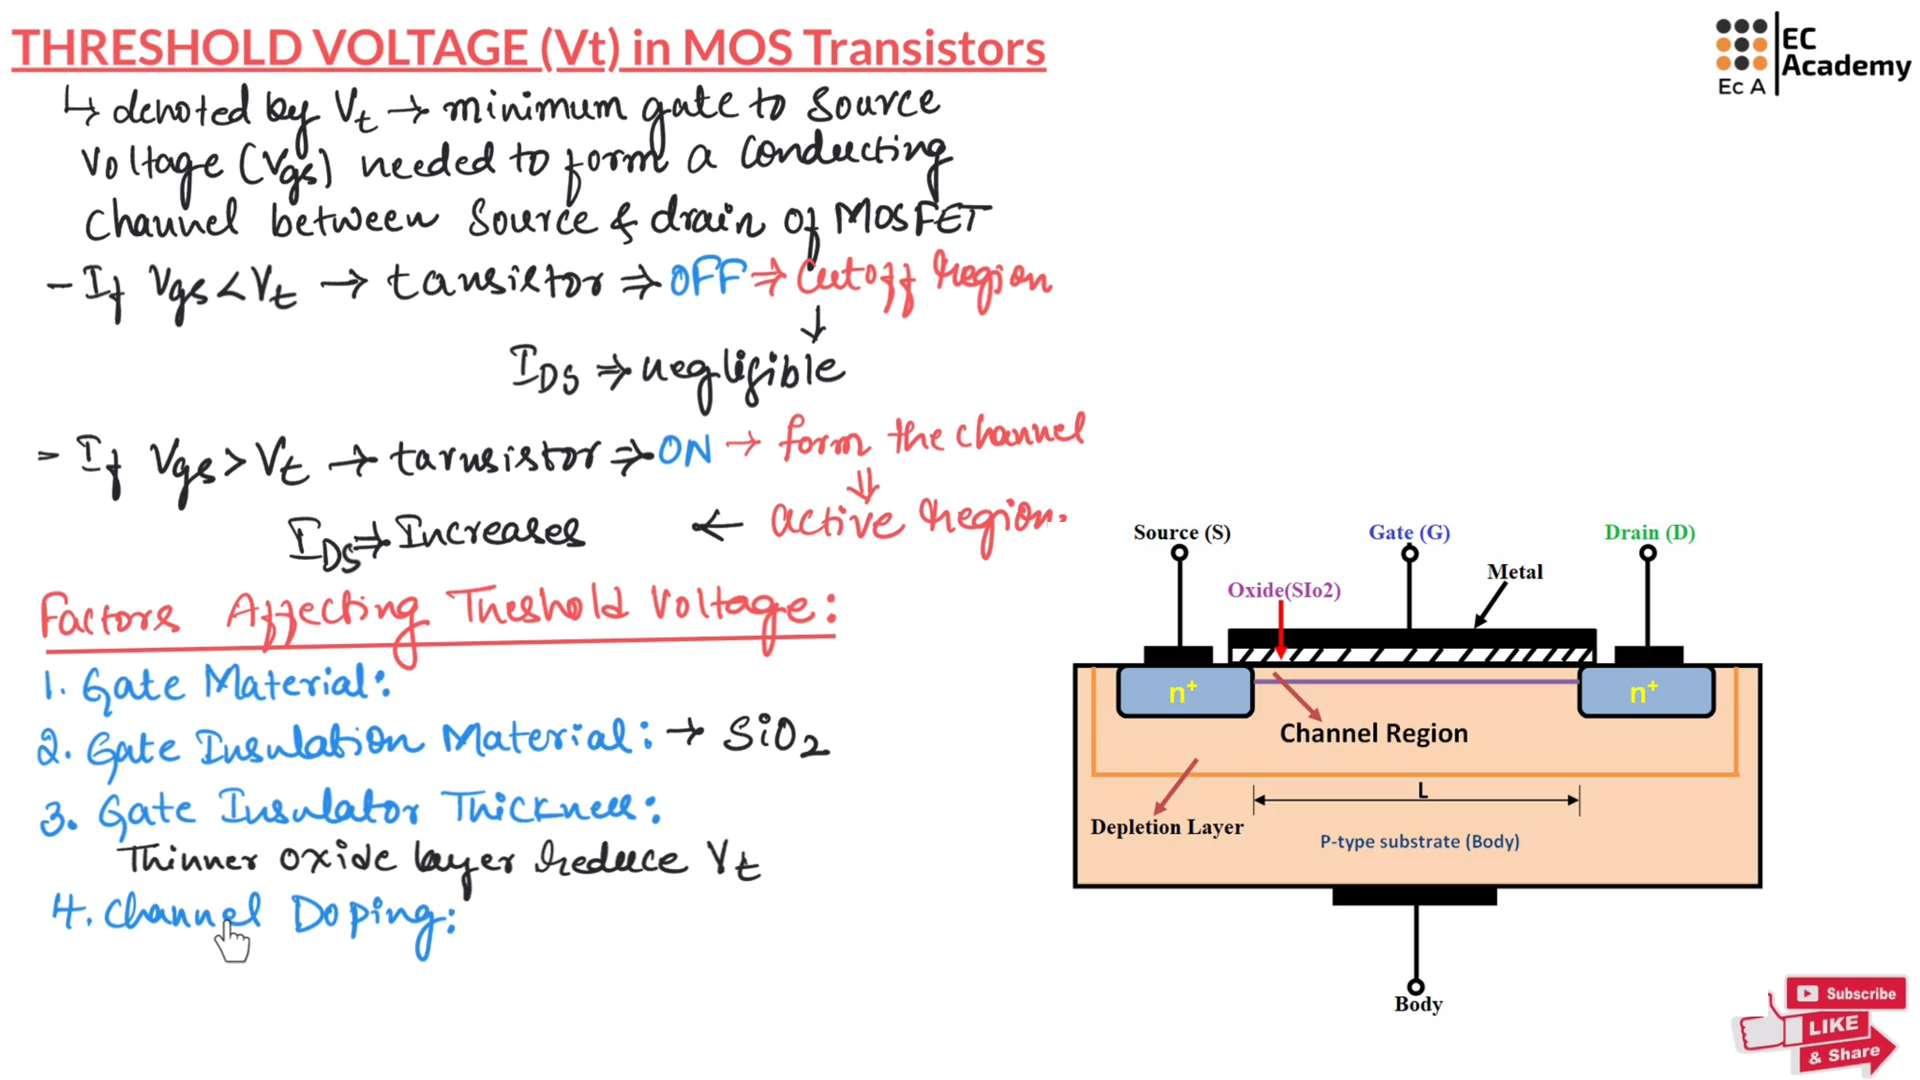 THRESHOLD VOLTAGE (Vt) in MOS Transistors
EC
Academy
Ec A
↳ denoted by Vt → minimum gate to source
Voltage (Vgs) needed to form a conducting
channel between source & drain of MOSFET
- If Vgs < Vt → tansistor ⇒ OFF ⇒ Cutoff Region
↓
IDS ⇒ negligible
- If Vgs > Vt → tarnsistor ⇒ ON → form the channel
⇓
IDS ⇒ Increases ← active Region.
Factors Affecting Theshold Voltage:
1. Gate Material:
2. Gate Insulation Material: → SiO2
3. Gate Insulator Thickness:
Thinner oxide layer reduce Vt
4. Channel Doping:
Source (S)
Gate (G)
Drain (D)
Metal
Oxide(SIo2)
n+
n+
Channel Region
L
Depletion Layer
P-type substrate (Body)
Body
Subscribe
LIKE
& Share